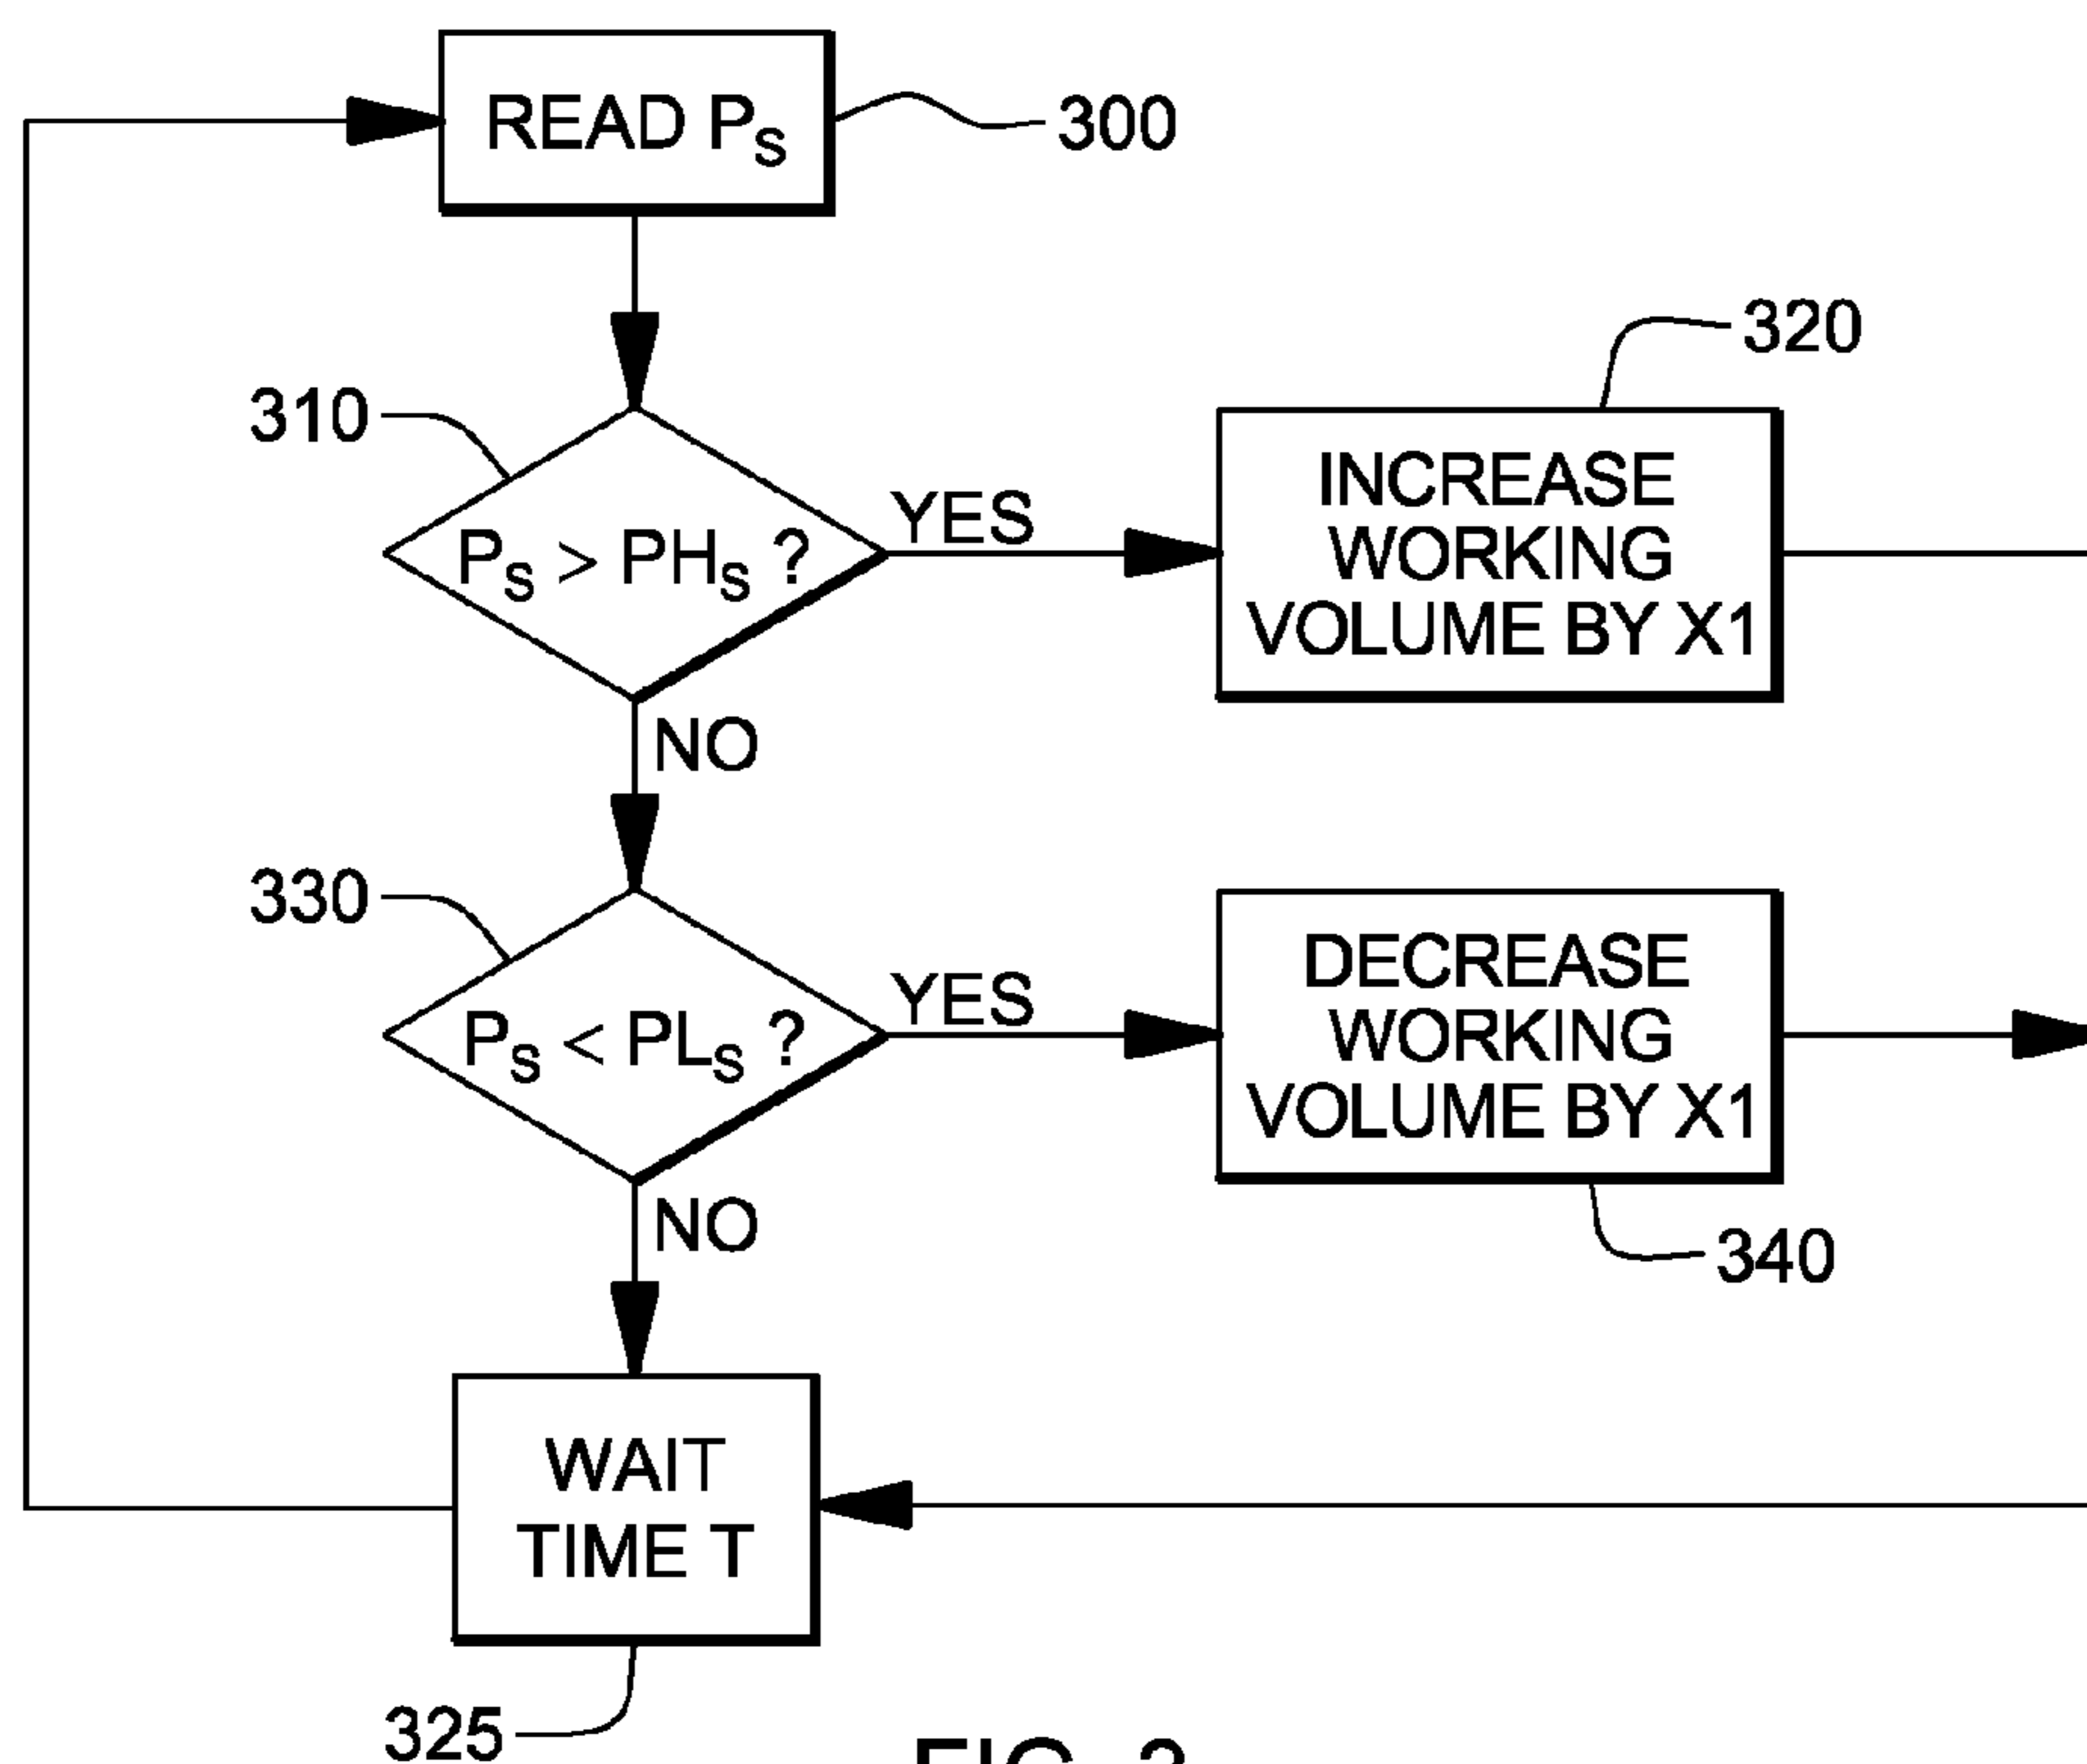 READ PS
300
310
PS > PHS ?
YES
320
INCREASE
WORKING
VOLUME BY X1
NO
330
PS < PLS ?
YES
DECREASE
WORKING
VOLUME BY X1
340
NO
WAIT
TIME T
325